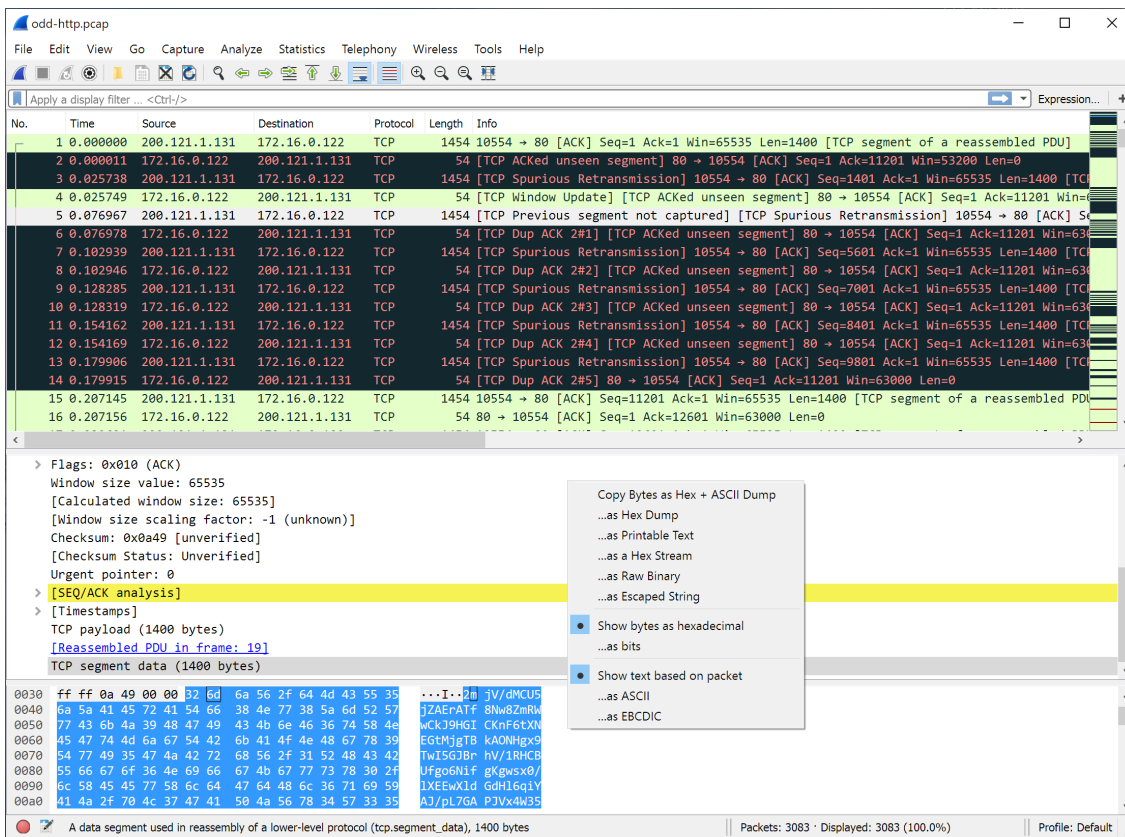 odd-http.pcap
File Edit View Go Capture Analyze Statistics Telephony Wireless Tools Help
Apply a display filter ... <Ctrl-/> Expression... +
No. Time Source Destination Protocol Length Info
1 0.000000 200.121.1.131 172.16.0.122 TCP 1454 10554 → 80 [ACK] Seq=1 Ack=1 Win=65535 Len=1400 [TCP segment of a reassembled PDU]
2 0.000011 172.16.0.122 200.121.1.131 TCP 54 [TCP ACKed unseen segment] 80 → 10554 [ACK] Seq=1 Ack=11201 Win=53200 Len=0
3 0.025738 200.121.1.131 172.16.0.122 TCP 1454 [TCP Spurious Retransmission] 10554 → 80 [ACK] Seq=1401 Ack=1 Win=65535 Len=1400 [TCP
4 0.025749 172.16.0.122 200.121.1.131 TCP 54 [TCP Window Update] [TCP ACKed unseen segment] 80 → 10554 [ACK] Seq=1 Ack=11201 Win=6
5 0.076967 200.121.1.131 172.16.0.122 TCP 1454 [TCP Previous segment not captured] [TCP Spurious Retransmission] 10554 → 80 [ACK] Se
6 0.076978 172.16.0.122 200.121.1.131 TCP 54 [TCP Dup ACK 2#1] [TCP ACKed unseen segment] 80 → 10554 [ACK] Seq=1 Ack=11201 Win=630
7 0.102939 200.121.1.131 172.16.0.122 TCP 1454 [TCP Spurious Retransmission] 10554 → 80 [ACK] Seq=5601 Ack=1 Win=65535 Len=1400 [TCP
8 0.102946 172.16.0.122 200.121.1.131 TCP 54 [TCP Dup ACK 2#2] [TCP ACKed unseen segment] 80 → 10554 [ACK] Seq=1 Ack=11201 Win=630
9 0.128285 200.121.1.131 172.16.0.122 TCP 1454 [TCP Spurious Retransmission] 10554 → 80 [ACK] Seq=7001 Ack=1 Win=65535 Len=1400 [TCP
10 0.128319 172.16.0.122 200.121.1.131 TCP 54 [TCP Dup ACK 2#3] [TCP ACKed unseen segment] 80 → 10554 [ACK] Seq=1 Ack=11201 Win=630
11 0.154162 200.121.1.131 172.16.0.122 TCP 1454 [TCP Spurious Retransmission] 10554 → 80 [ACK] Seq=8401 Ack=1 Win=65535 Len=1400 [TCP
12 0.154169 172.16.0.122 200.121.1.131 TCP 54 [TCP Dup ACK 2#4] [TCP ACKed unseen segment] 80 → 10554 [ACK] Seq=1 Ack=11201 Win=630
13 0.179906 200.121.1.131 172.16.0.122 TCP 1454 [TCP Spurious Retransmission] 10554 → 80 [ACK] Seq=9801 Ack=1 Win=65535 Len=1400 [TCP
14 0.179915 172.16.0.122 200.121.1.131 TCP 54 [TCP Dup ACK 2#5] 80 → 10554 [ACK] Seq=1 Ack=11201 Win=63000 Len=0
15 0.207145 200.121.1.131 172.16.0.122 TCP 1454 10554 → 80 [ACK] Seq=11201 Ack=1 Win=65535 Len=1400 [TCP segment of a reassembled PDU
16 0.207156 172.16.0.122 200.121.1.131 TCP 54 80 → 10554 [ACK] Seq=1 Ack=12601 Win=63000 Len=0
Flags: 0x010 (ACK)
Window size value: 65535
[Calculated window size: 65535]
[Window size scaling factor: -1 (unknown)]
Checksum: 0x0a49 [unverified]
[Checksum Status: Unverified]
Urgent pointer: 0
[SEQ/ACK analysis]
[Timestamps]
TCP payload (1400 bytes)
[Reassembled PDU in frame: 19]
TCP segment data (1400 bytes)
Copy Bytes as Hex + ASCII Dump
...as Hex Dump
...as Printable Text
...as a Hex Stream
...as Raw Binary
...as Escaped String
Show bytes as hexadecimal
...as bits
Show text based on packet
...as ASCII
...as EBCDIC
0030 ff ff 0a 49 00 00 32 6d 6a 56 2f 64 4d 43 55 35 ···I··2m jV/dMCU5
0040 6a 5a 41 45 72 41 54 66 38 4e 77 38 5a 6d 52 57 jZAErATf 8Nw8ZmRW
0050 77 43 6b 4a 39 48 47 49 43 4b 6e 46 36 74 58 4e wCkJ9HGI CKnF6tXN
0060 45 47 74 4d 6a 67 54 42 6b 41 4f 4e 48 67 78 39 EGtMjgTB kAONHgx9
0070 54 77 49 35 47 4a 42 72 68 56 2f 31 52 48 43 42 TwI5GJBr hV/1RHCB
0080 55 66 67 6f 36 4e 69 66 67 4b 67 77 73 78 30 2f Ufgo6Nif gKgwsx0/
0090 6c 58 45 45 77 58 6c 64 47 64 48 6c 36 71 69 59 lXEEwXld GdHl6qiY
00a0 41 4a 2f 70 4c 37 47 41 50 4a 56 78 34 57 33 35 AJ/pL7GA PJVx4W35
A data segment used in reassembly of a lower-level protocol (tcp.segment_data), 1400 bytes Packets: 3083 · Displayed: 3083 (100.0%) Profile: Default